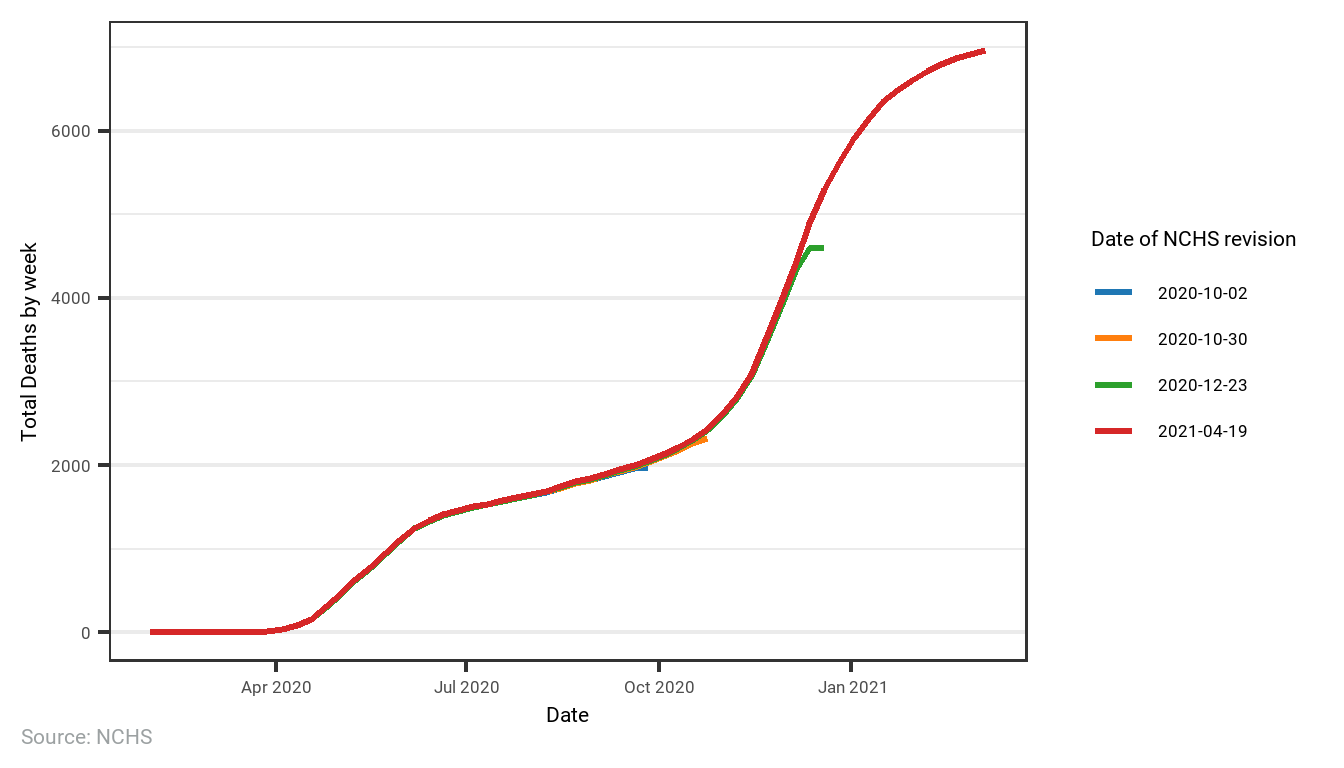 6000
4000
2000
0
Total Deaths by week
Apr 2020
Jul 2020
Oct 2020
Jan 2021
Date
Date of NCHS revision
2020-10-02
2020-10-30
2020-12-23
2021-04-19
Source: NCHS